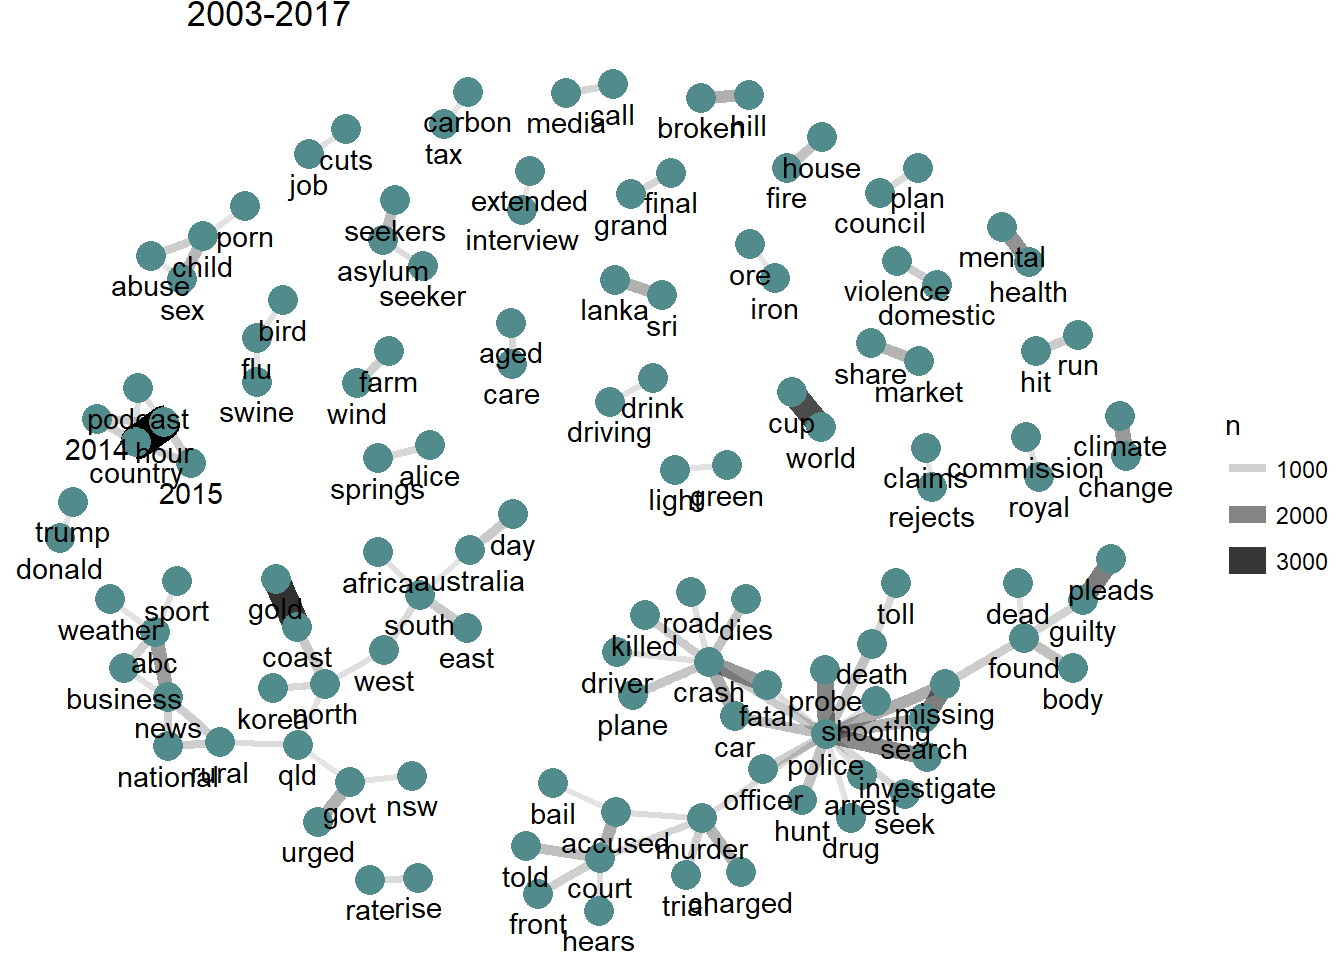 2003-2017
carbon
tax
media
call
broken
hill
cuts
job
house
fire
plan
council
extended
interview
grand
final
seekers
asylum
seeker
porn
child
abuse
sex
mental
health
ore
iron
violence
domestic
lanka
sri
bird
flu
swine
aged
care
farm
wind
share
market
hit
run
drink
driving
cup
world
podcast
2014
hour
country
2015
springs
alice
light
green
claims
rejects
commission
royal
climate
change
n
1000
2000
3000
trump
donald
day
africa
australia
south
east
weather
sport
abc
business
news
national
rural
gold
coast
west
korea
north
qld
govt
nsw
urged
rate
rise
road
dies
killed
driver
crash
plane
fatal
car
toll
death
probe
shooting
missing
search
police
investigate
officer
arrest
hunt
seek
drug
dead
pleads
guilty
found
body
bail
accused
murder
told
court
trial
charged
front
hears